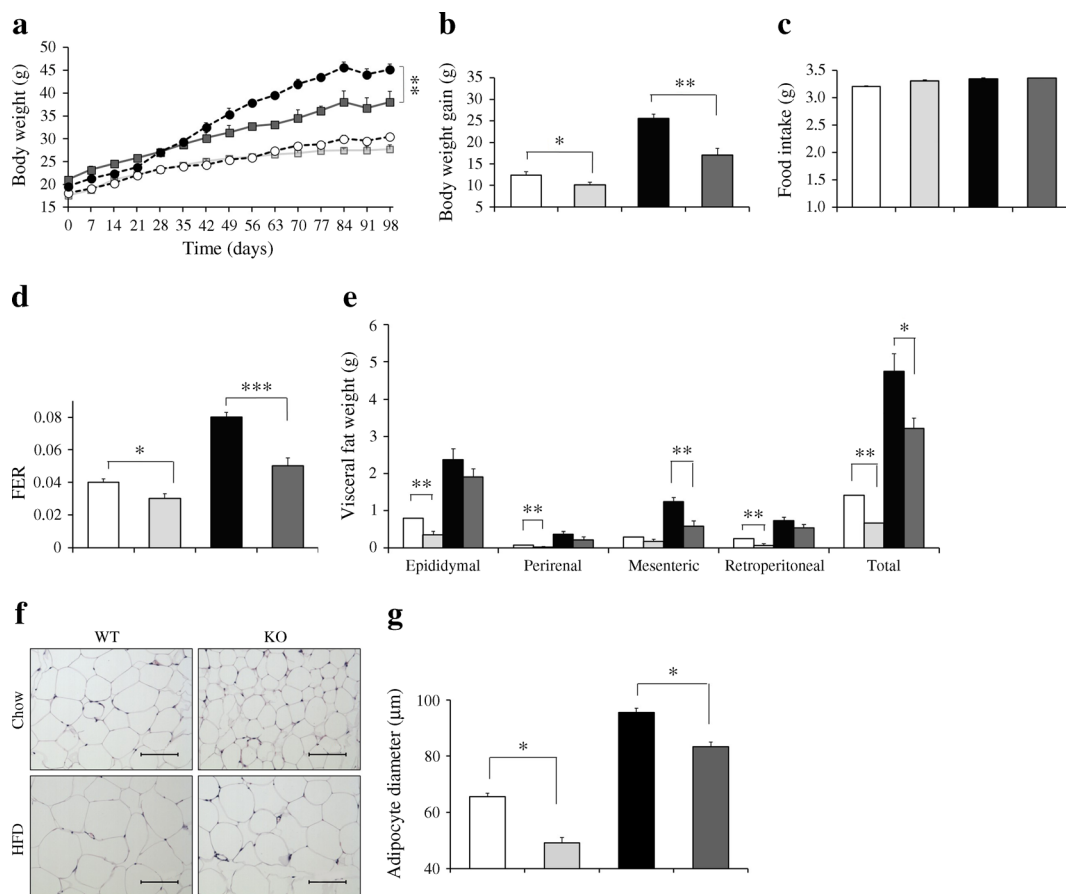 a
Body weight (g)
50
45
40
35
30
25
20
15
0 7 14 21 28 35 42 49 56 63 70 77 84 91 98
Time (days)
**
b
Body weight gain (g)
35
30
25
20
15
10
5
*
**
c
Food intake (g)
3.5
3.0
2.5
2.0
1.5
1.0
d
FER
0.08
0.06
0.04
0.02
0
*
***
e
Visceral fat weight (g)
6
5
4
3
2
1
0
**
**
**
**
**
*
Epididymal Perirenal Mesenteric Retroperitoneal Total
f
WT KO
Chow
HFD
g
Adipocyte diameter (μm)
100
80
60
40
*
*